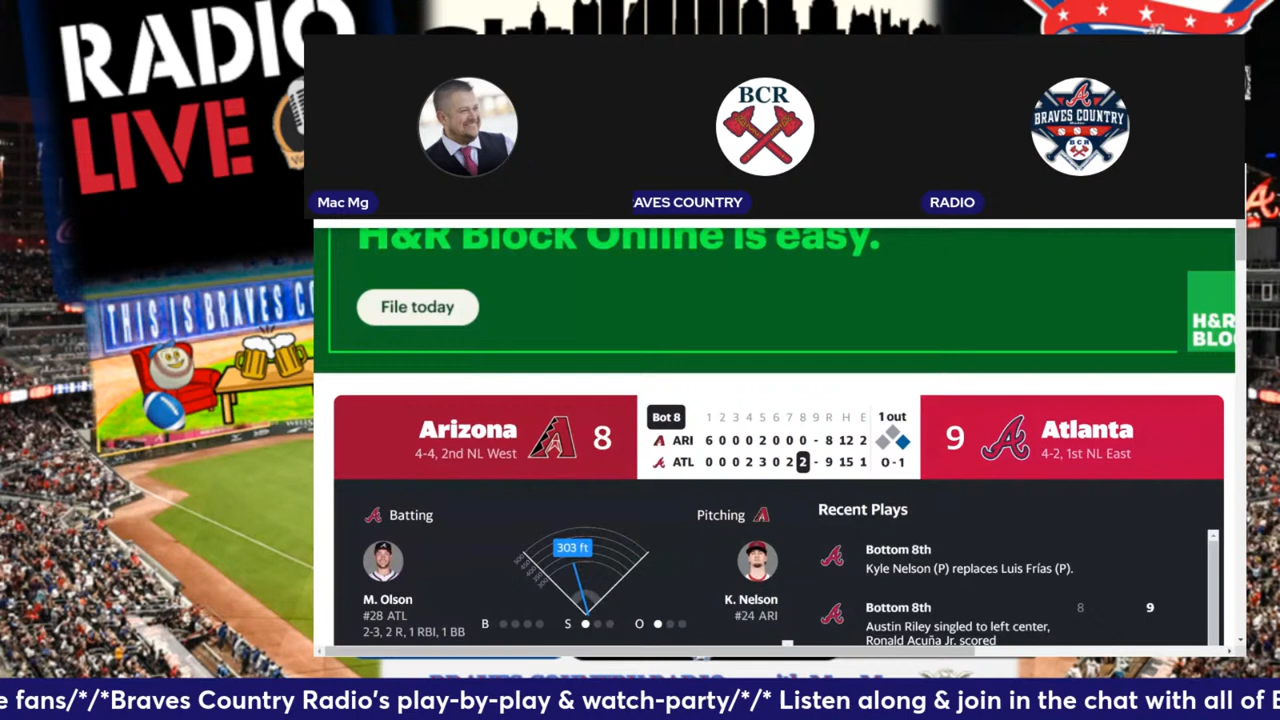 RADIO
LIVE
BCR
BRAVES COUNTRY
BCR
Mac Mg
AVES COUNTRY
RADIO
H&R Block Online is easy.
File today
H&R
BLO
THIS IS BRAVES CO
Arizona
4-4, 2nd NL West
8
Bot 8
1 2 3 4 5 6 7 8 9 R H E
ARI 6 0 0 0 2 0 0 0 - 8 12 2
ATL 0 0 0 2 3 0 2 2 - 9 15 1
1 out
0-1
9
Atlanta
4-2, 1st NL East
Batting
Pitching
Recent Plays
303 ft
M. Olson
#28 ATL
2-3, 2 R, 1 RBI, 1 BB
B
S
O
K. Nelson
#24 ARI
Bottom 8th
Kyle Nelson (P) replaces Luis Frías (P).
Bottom 8th
8 9
Austin Riley singled to left center,
Ronald Acuña Jr. scored
e fans/*/*Braves Country Radio's play-by-play & watch-party/*/* Listen along & join in the chat with all of